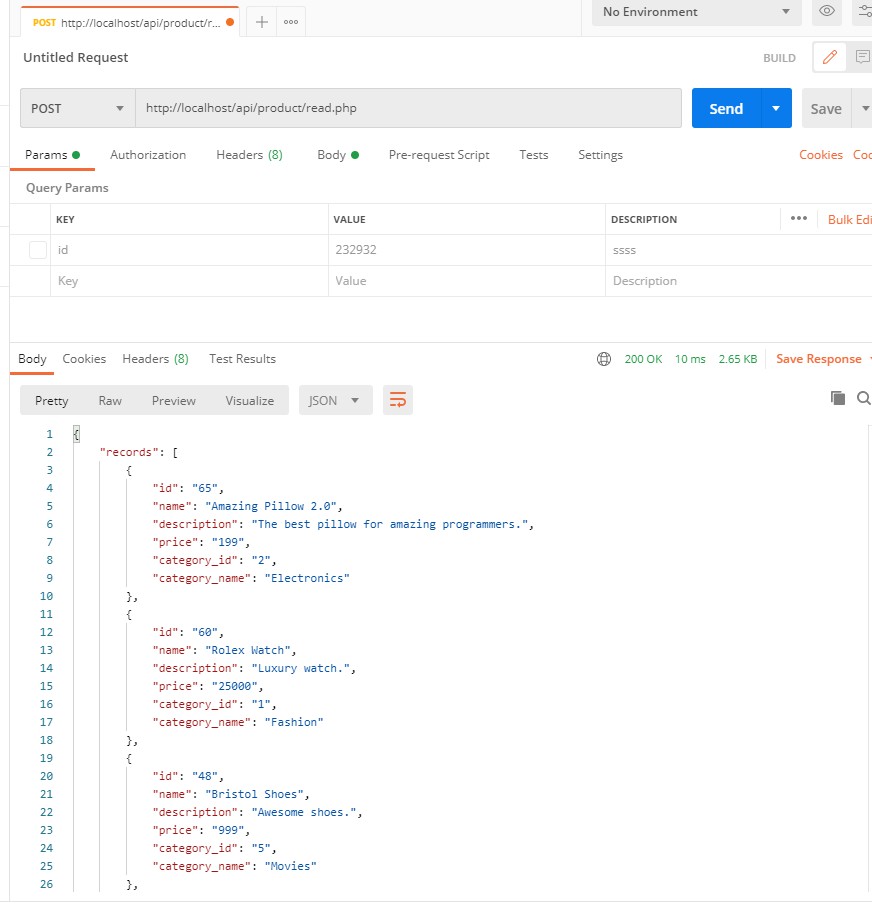 POST http://localhost/api/product/r...
No Environment
Untitled Request
BUILD
POST http://localhost/api/product/read.php Send Save
Params Authorization Headers (8) Body Pre-request Script Tests Settings Cookies Coo
Query Params
KEY VALUE DESCRIPTION ••• Bulk Edi
id 232932 ssss
Key Value Description
Body Cookies Headers (8) Test Results 200 OK 10 ms 2.65 KB Save Response
Pretty Raw Preview Visualize JSON
1 {
2 "records": [
3 {
4 "id": "65",
5 "name": "Amazing Pillow 2.0",
6 "description": "The best pillow for amazing programmers.",
7 "price": "199",
8 "category_id": "2",
9 "category_name": "Electronics"
10 },
11 {
12 "id": "60",
13 "name": "Rolex Watch",
14 "description": "Luxury watch.",
15 "price": "25000",
16 "category_id": "1",
17 "category_name": "Fashion"
18 },
19 {
20 "id": "48",
21 "name": "Bristol Shoes",
22 "description": "Awesome shoes.",
23 "price": "999",
24 "category_id": "5",
25 "category_name": "Movies"
26 },